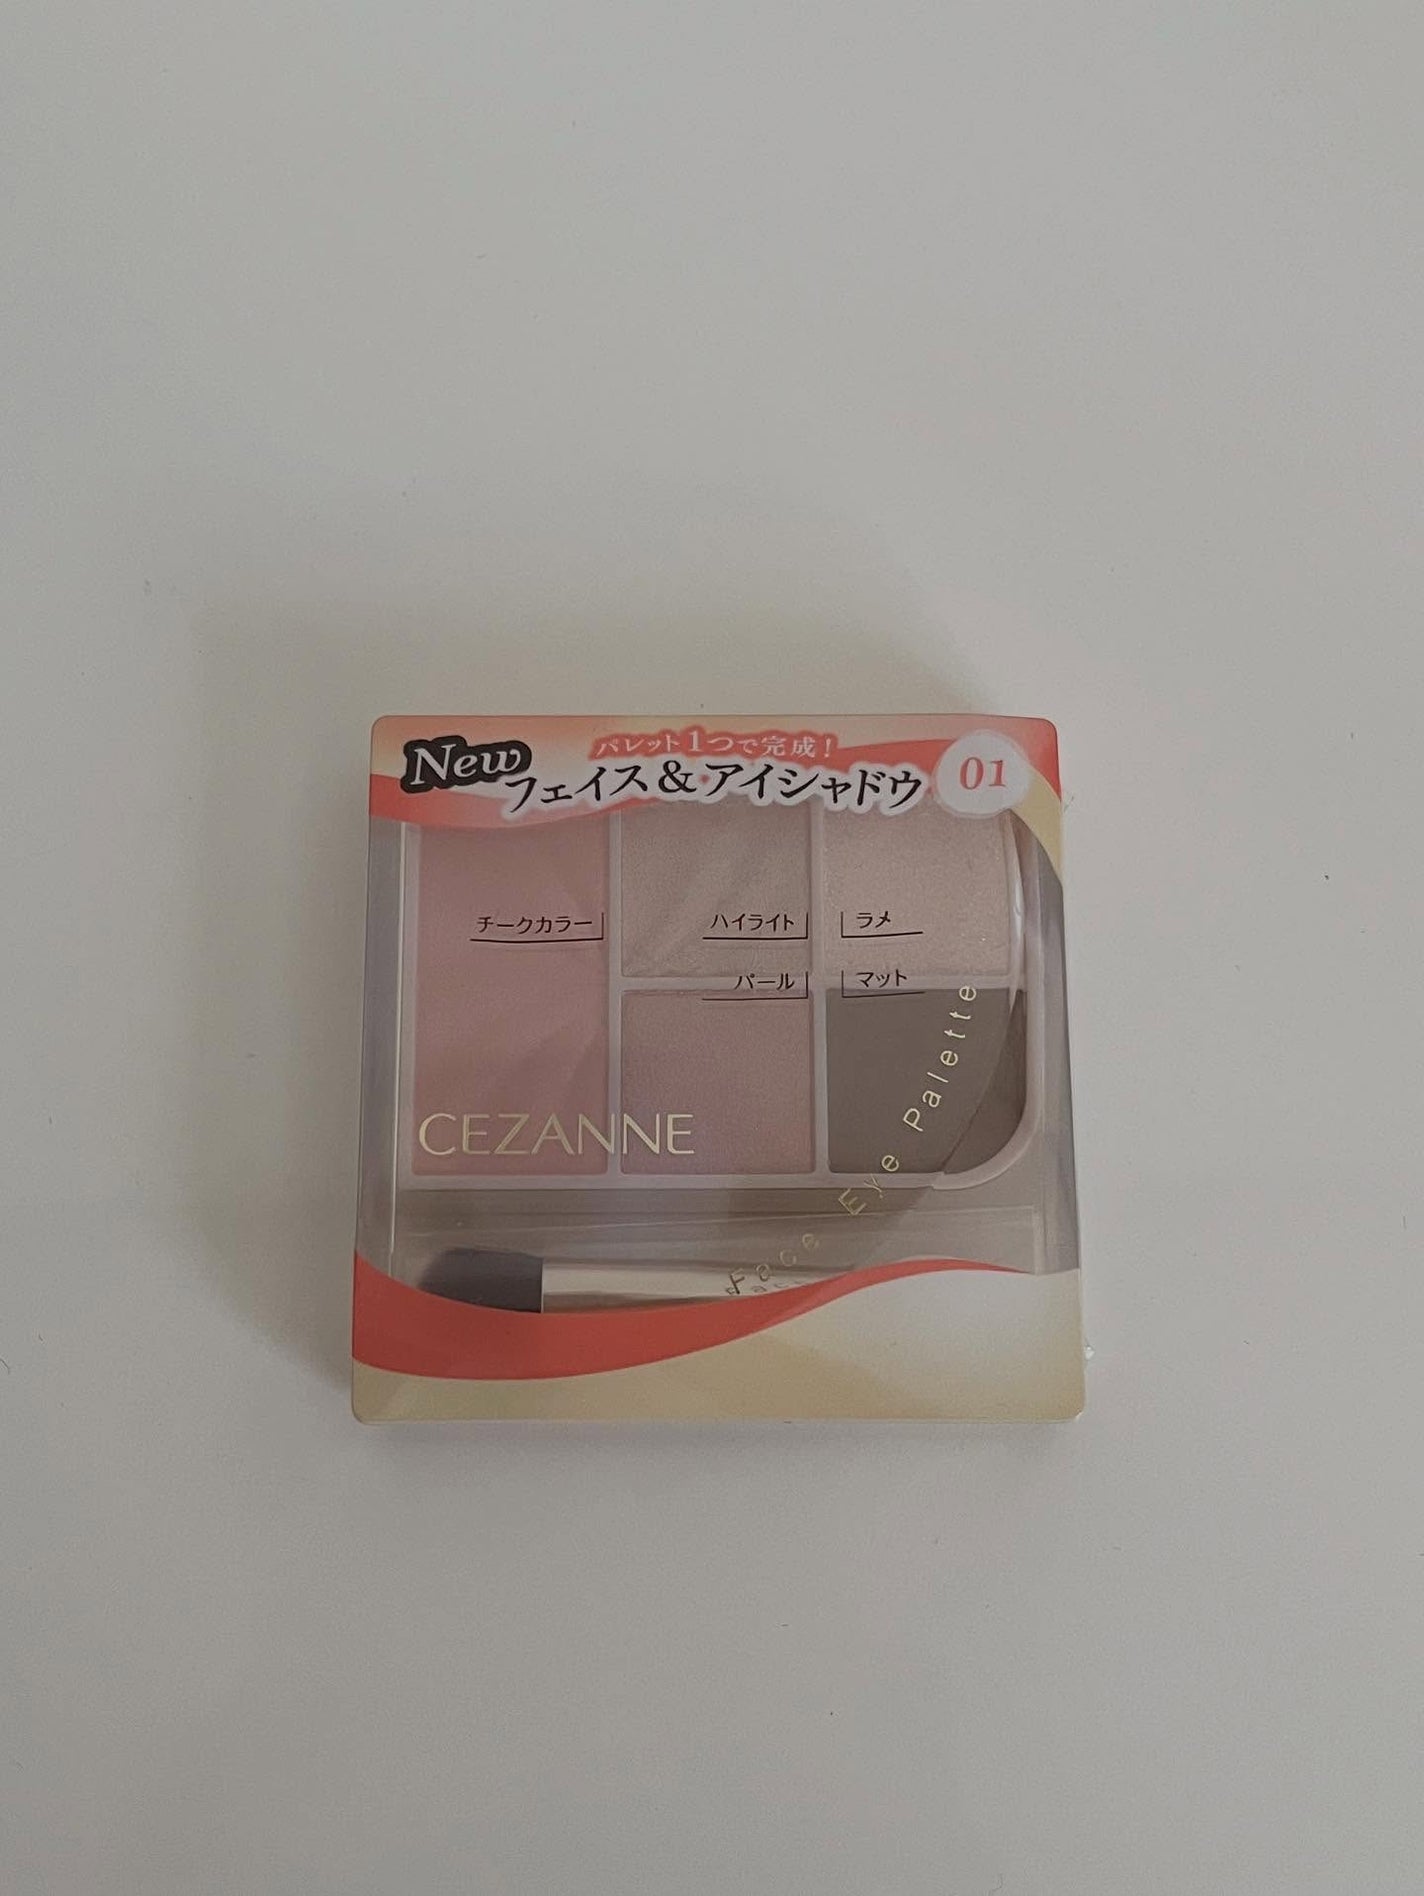 New
パレット1つで完成!
フェイス&アイシャドウ
01
チークカラー
ハイライト
ラメ
パール
マット
CEZANNE
Face Eye Palette